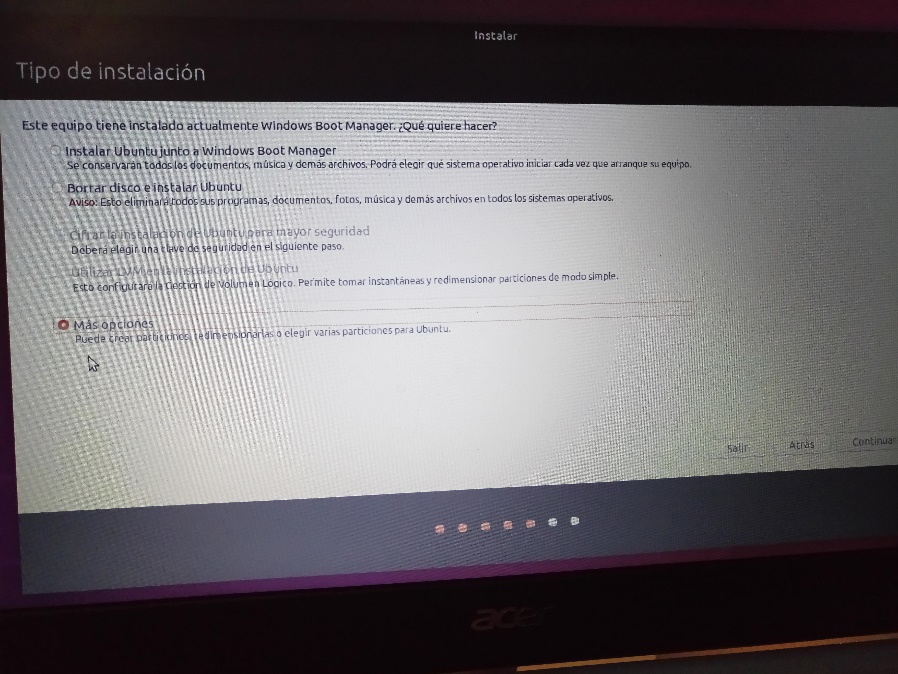 Instalar
Tipo de instalación
Este equipo tiene instalado actualmente Windows Boot Manager. ¿Qué quiere hacer?
Instalar Ubuntu junto a Windows Boot Manager
Se conservarán todos los documentos, música y demás archivos. Podrá elegir qué sistema operativo iniciar cada vez que arranque su equipo.
Borrar disco e instalar Ubuntu
Aviso: Esto eliminará todos sus programas, documentos, fotos, música y demás archivos en todos los sistemas operativos.
Cifrar la instalación de Ubuntu para mayor seguridad
Deberá elegir una clave de seguridad en el siguiente paso.
Utilizar LVM en la instalación de Ubuntu
Esto configurará la Gestión de Volumen Lógico. Permite tomar instantáneas y redimensionar particiones de modo simple.
Más opciones
Puede crear particiones, redimensionarlas o elegir varias particiones para Ubuntu.
Salir
Atrás
Continuar
acer